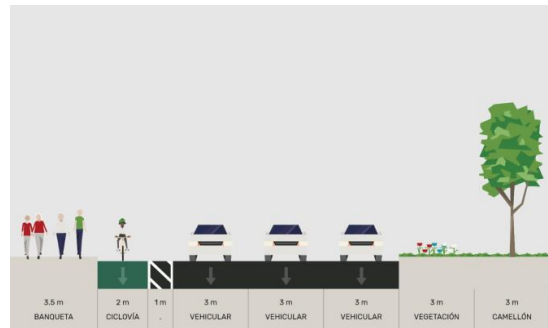 3.5 m
BANQUETA
2 m
CICLOVÍA
1 m
.
3 m
VEHICULAR
3 m
VEHICULAR
3 m
VEHICULAR
3 m
VEGETACIÓN
3 m
CAMELLÓN